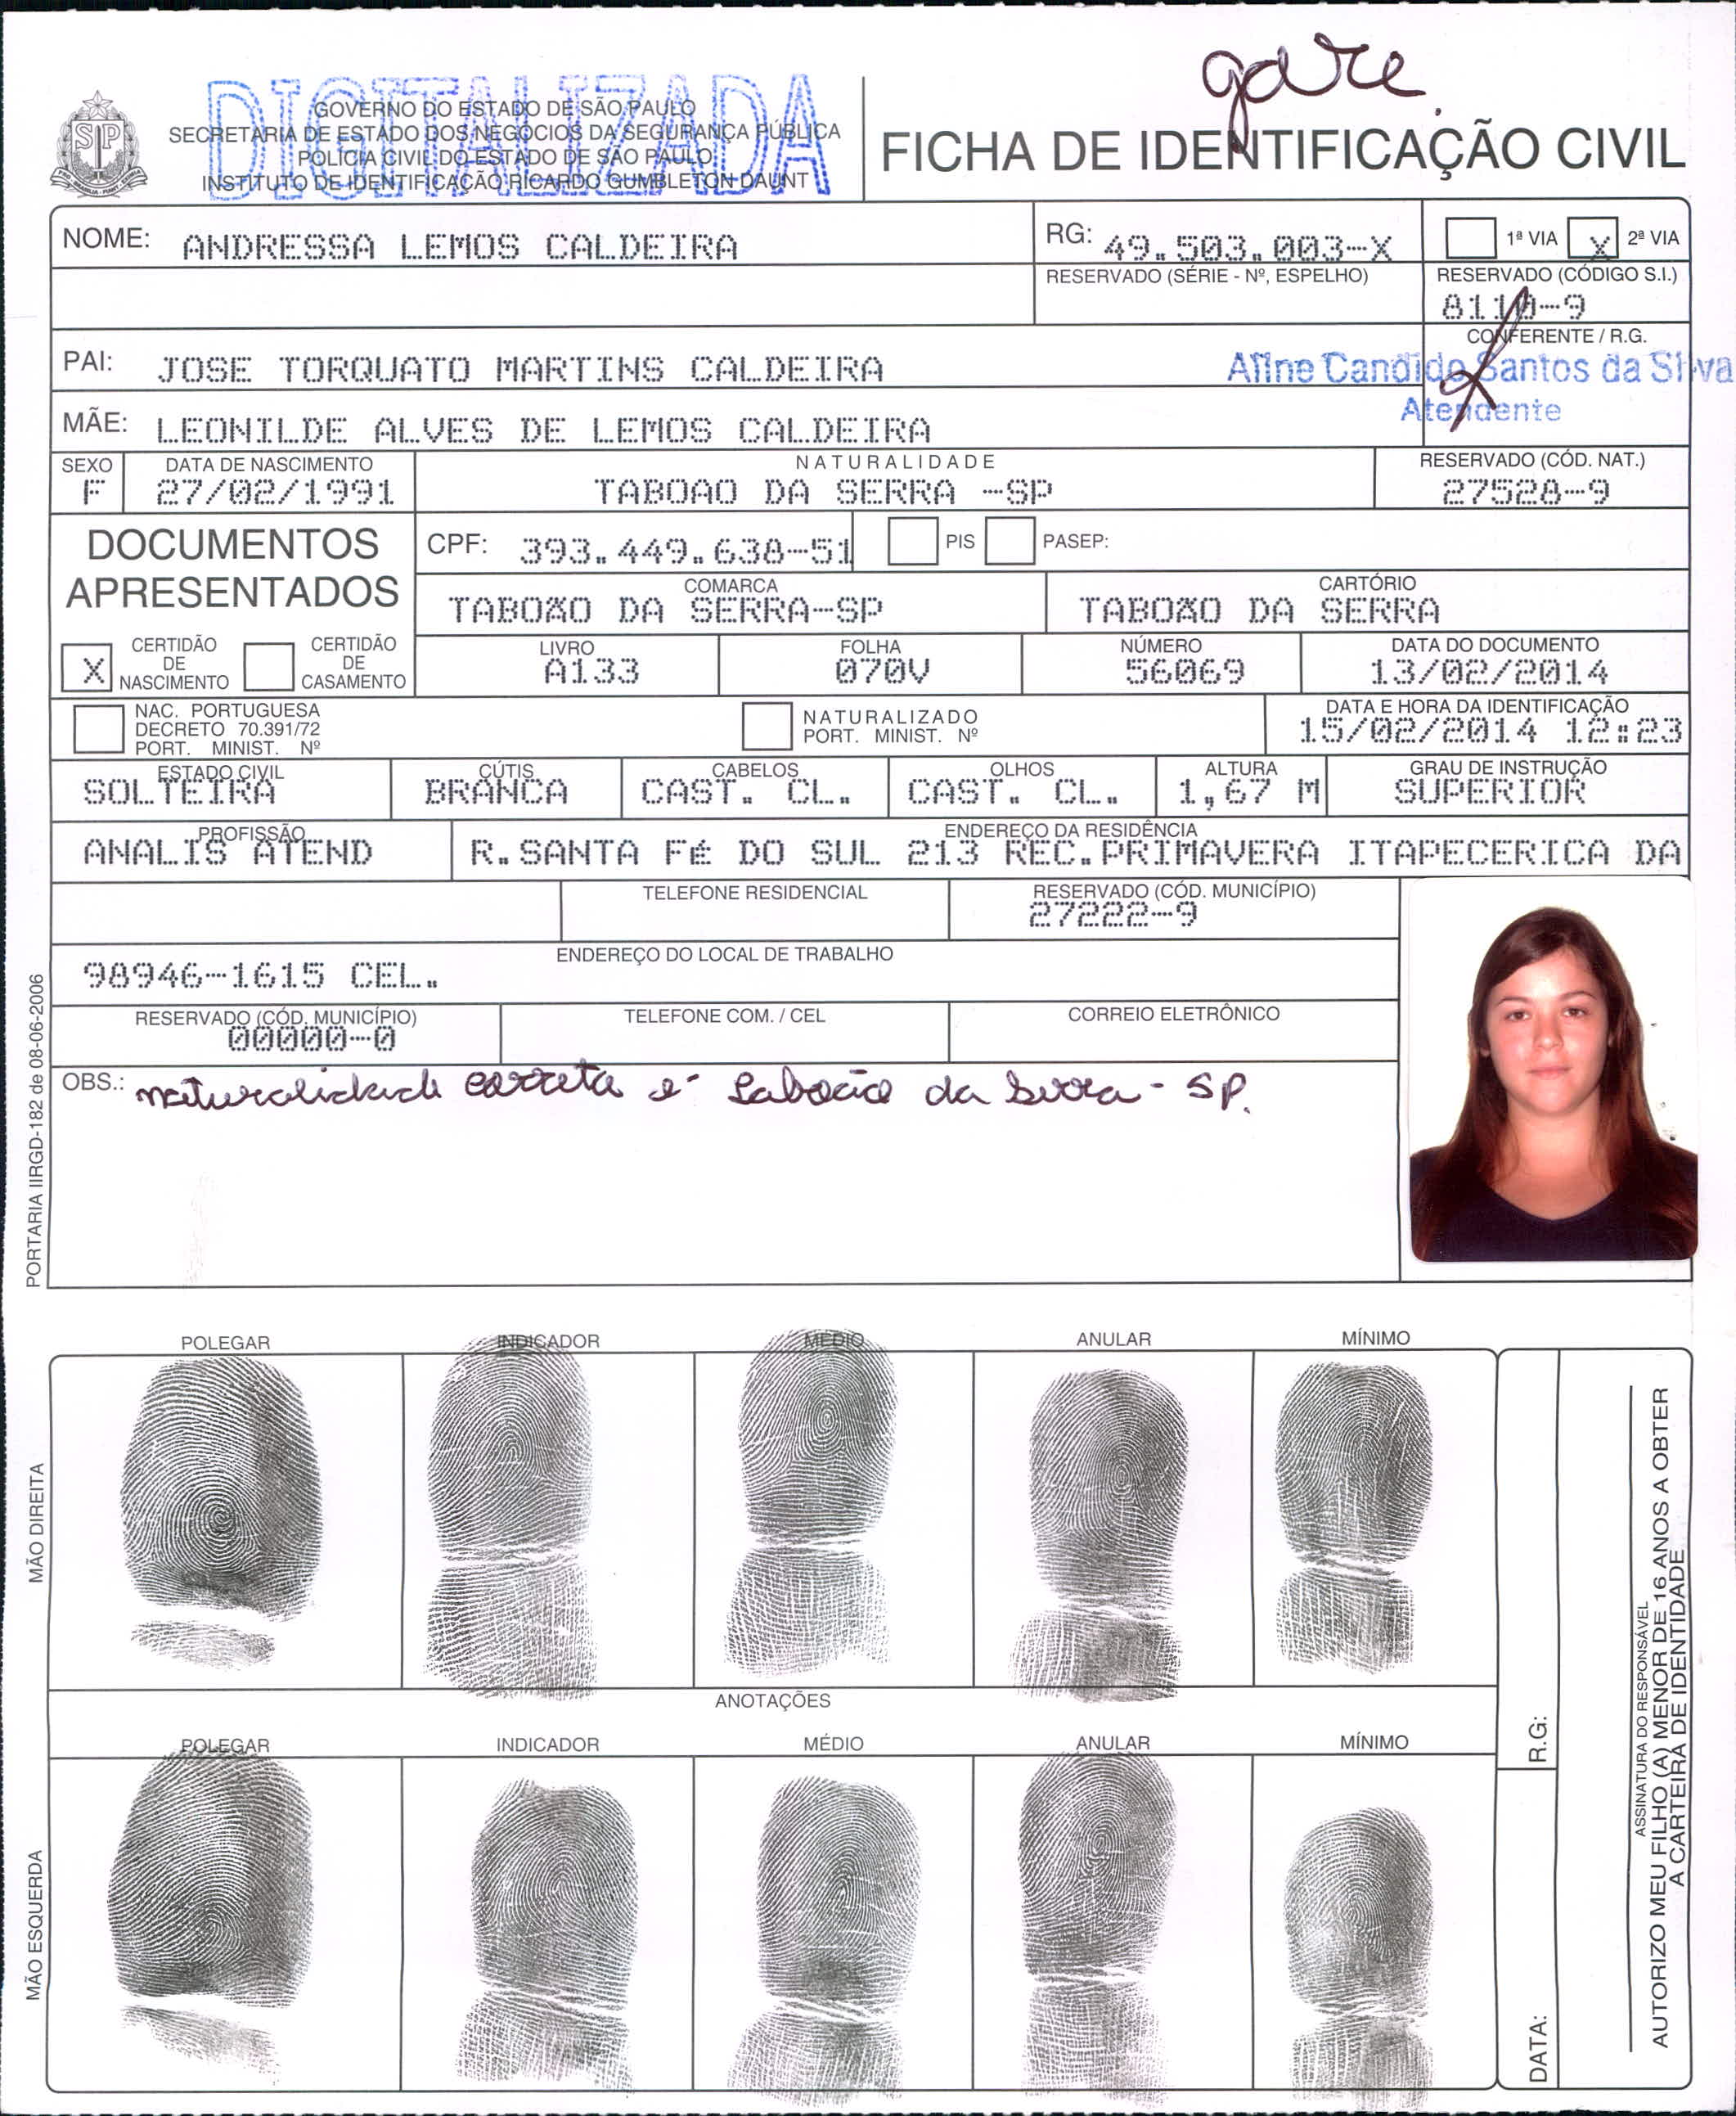 gare
DIGITALIZADA
GOVERNO DO ESTADO DE SÃO PAULO
SECRETARIA DE ESTADO DOS NEGÓCIOS DA SEGURANÇA PÚBLICA
POLÍCIA CIVIL DO ESTADO DE SÃO PAULO
INSTITUTO DE IDENTIFICAÇÃO RICARDO GUMBLETON DAUNT
FICHA DE IDENTIFICAÇÃO CIVIL
NOME: ANDRESSA LEMOS CALDEIRA
RG: 49.503.003-X
1ª VIA X 2ª VIA
RESERVADO (SÉRIE - Nº, ESPELHO)
RESERVADO (CÓDIGO S.I.)
8110-9
PAI: JOSE TORQUATO MARTINS CALDEIRA
CONFERENTE / R.G.
Aline Candido Santos da Silva
Atendente
MÃE: LEONILDE ALVES DE LEMOS CALDEIRA
SEXO
F
DATA DE NASCIMENTO
27/02/1991
NATURALIDADE
TABOAO DA SERRA -SP
RESERVADO (CÓD. NAT.)
27528-9
DOCUMENTOS
APRESENTADOS
CPF: 393.449.638-51
PIS
PASEP:
COMARCA
TABOÃO DA SERRA-SP
CARTÓRIO
TABOÃO DA SERRA
X CERTIDÃO DE NASCIMENTO
CERTIDÃO DE CASAMENTO
LIVRO
A133
FOLHA
070V
NÚMERO
56069
DATA DO DOCUMENTO
13/02/2014
NAC. PORTUGUESA
DECRETO 70.391/72
PORT. MINIST. Nº
NATURALIZADO
PORT. MINIST. Nº
DATA E HORA DA IDENTIFICAÇÃO
15/02/2014 12:23
ESTADO CIVIL
SOLTEIRA
CÚTIS
BRANCA
CABELOS
CAST. CL.
OLHOS
CAST. CL.
ALTURA
1,67 M
GRAU DE INSTRUÇÃO
SUPERIOR
PROFISSÃO
ANALIS ATEND
ENDEREÇO DA RESIDÊNCIA
R.SANTA Fé DO SUL 213 REC.PRIMAVERA ITAPECERICA DA
TELEFONE RESIDENCIAL
RESERVADO (CÓD. MUNICÍPIO)
27222-9
ENDEREÇO DO LOCAL DE TRABALHO
98946-1615 CEL.
RESERVADO (CÓD. MUNICÍPIO)
00000-0
TELEFONE COM. / CEL
CORREIO ELETRÔNICO
OBS.: naturalidade correta é Taboão da Serra - SP.
PORTARIA IIRGD-182 de 08-06-2006
POLEGAR INDICADOR MÉDIO ANULAR MÍNIMO
MÃO DIREITA
ANOTAÇÕES
POLEGAR INDICADOR MÉDIO ANULAR MÍNIMO
MÃO ESQUERDA
R.G:
DATA:
ASSINATURA DO RESPONSÁVEL
AUTORIZO MEU FILHO (A) MENOR DE 16 ANOS A OBTER
A CARTEIRA DE IDENTIDADE